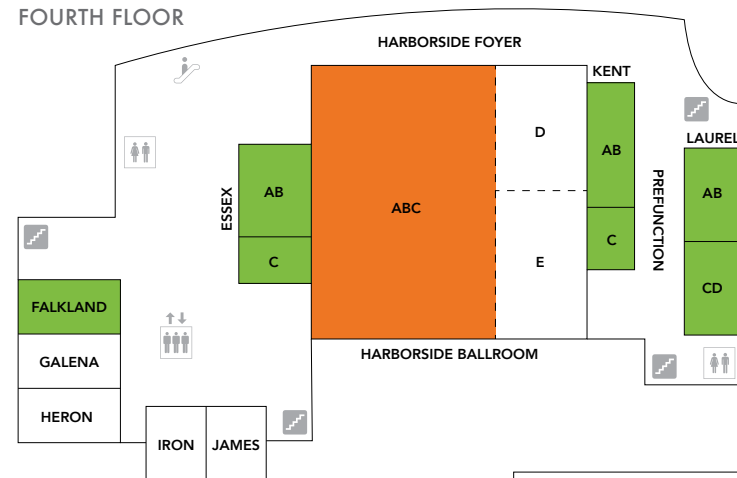 FOURTH FLOOR
HARBORSIDE FOYER
KENT
LAUREL
D
AB
AB
AB
ESSEX
ABC
PREFUNCTION
C
C
E
CD
FALKLAND
GALENA
HARBORSIDE BALLROOM
HERON
IRON
JAMES